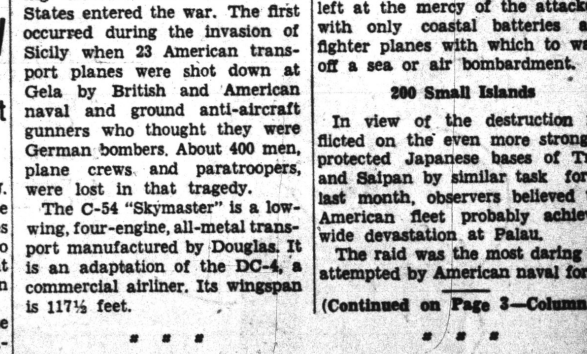 States entered the war. The first
occurred during the invasion of
Sicily when 23 American trans-
port planes were shot down at
Gela by British and American
naval and ground anti-aircraft
gunners who thought they were
German bombers. About 400 men,
plane crews and paratroopers,
were lost in that tragedy.
The C-54 "Skymaster" is a low-
wing, four-engine, all-metal trans-
port manufactured by Douglas. It
is an adaptation of the DC-4, a
commercial airliner. Its wingspan
is 117½ feet.
left at the mercy of the attack
with only coastal batteries a
fighter planes with which to wa
off a sea or air bombardment.
200 Small Islands
In view of the destruction
flicted on the even more strong
protected Japanese bases of T
and Saipan by similar task for
last month, observers believed
American fleet probably achie
wide devastation at Palau.
The raid was the most daring
attempted by American naval for
(Continued on Page 3—Column